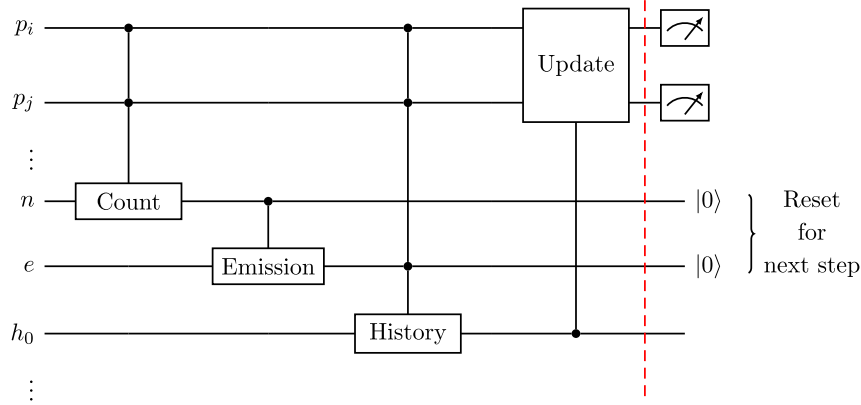 p_i
Update
p_j
⋮
n
Count
|0⟩
Reset
for
next step
e
Emission
|0⟩
h_0
History
⋮